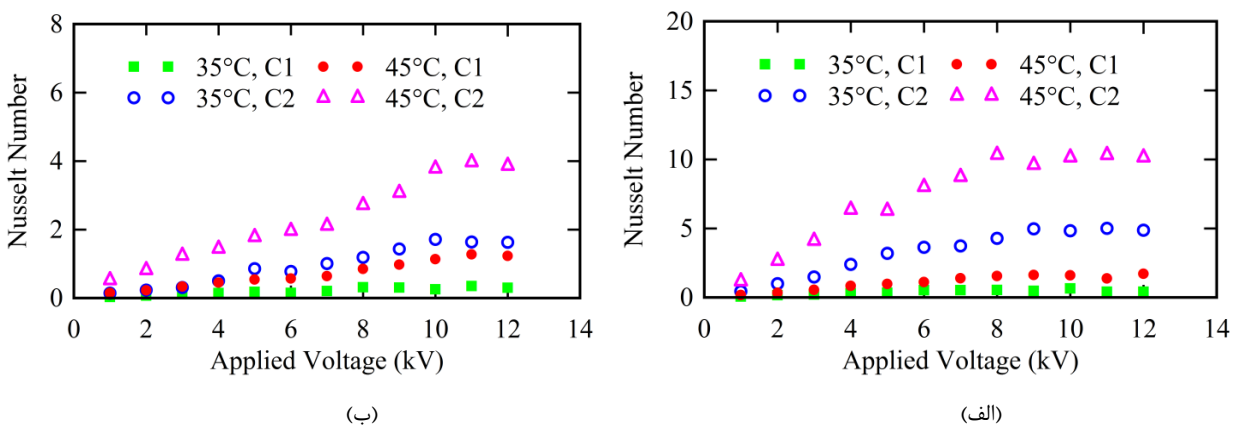 8
6
4
2
0
Nusselt Number
35°C, C1
45°C, C1
35°C, C2
45°C, C2
0 2 4 6 8 10 12 14
Applied Voltage (kV)
(ب)
20
15
10
5
0
Nusselt Number
35°C, C1
45°C, C1
35°C, C2
45°C, C2
0 2 4 6 8 10 12 14
Applied Voltage (kV)
(الف)